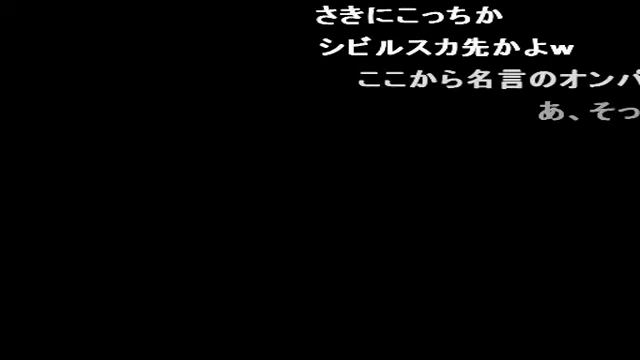 さきにこっちか
シビルスカ先かよw
ここから名言のオンパ
あ、そっ